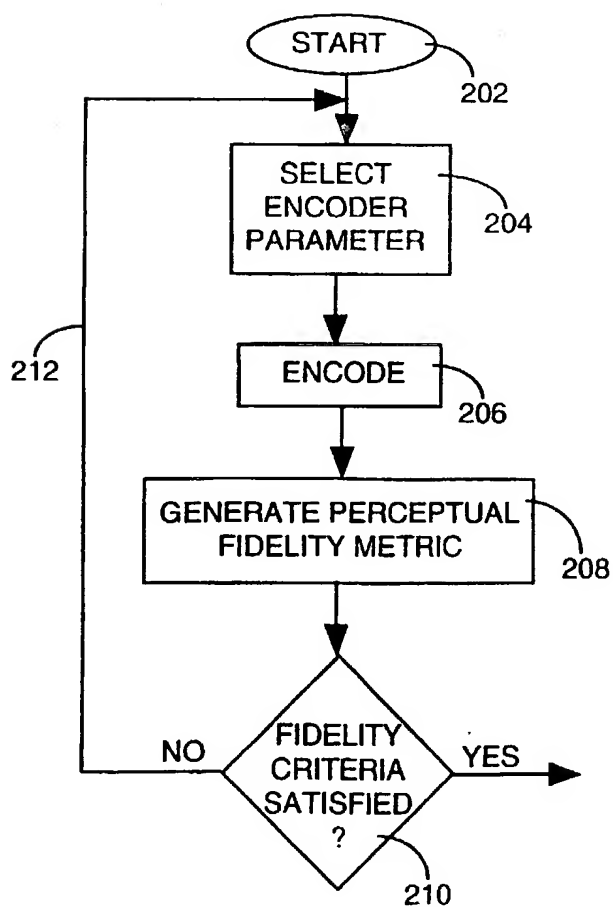 START
202
SELECT
ENCODER
PARAMETER
204
212
ENCODE
206
GENERATE PERCEPTUAL
FIDELITY METRIC
208
NO
FIDELITY
CRITERIA
SATISFIED
?
YES
210